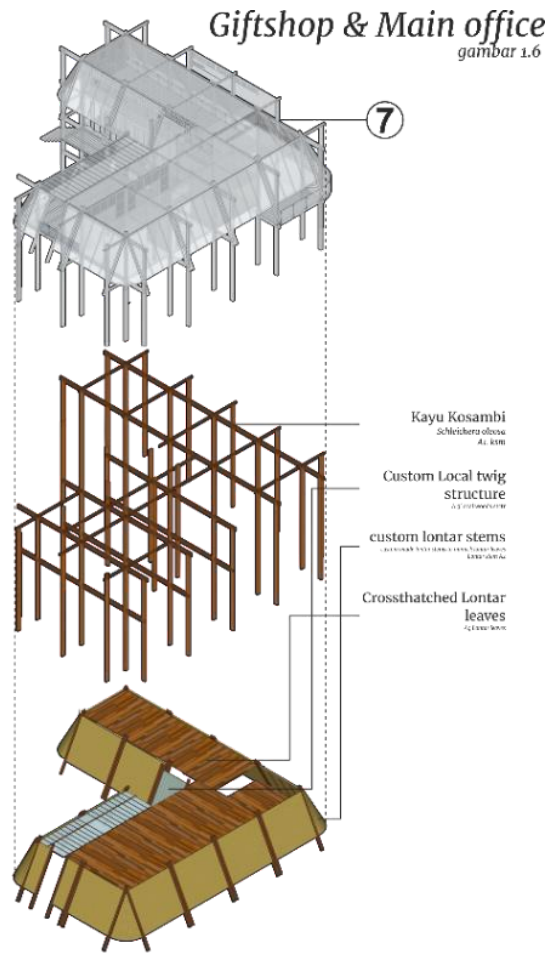 Giftshop & Main office
gambar 1.6
7
Kayu Kosambi
Schleichera oleosa
Custom Local twig
structure
custom lontar stems
Crossthatched Lontar
leaves